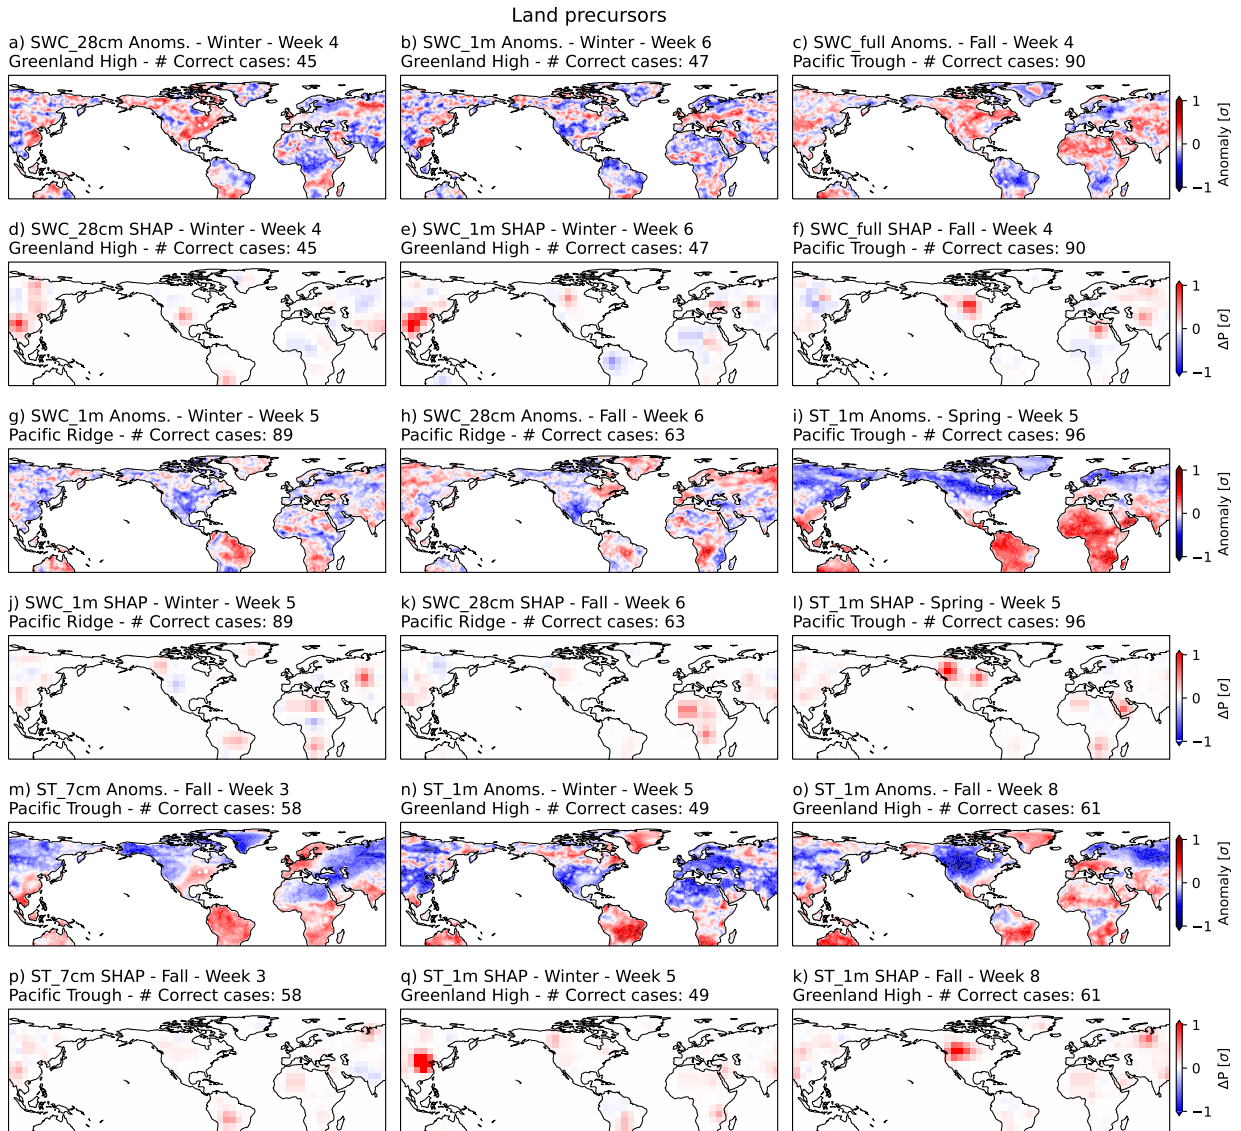 Land precursors
a) SWC_28cm Anoms. - Winter - Week 4
Greenland High - # Correct cases: 45
b) SWC_1m Anoms. - Winter - Week 6
Greenland High - # Correct cases: 47
c) SWC_full Anoms. - Fall - Week 4
Pacific Trough - # Correct cases: 90
1
0
−1
Anomaly [σ]
d) SWC_28cm SHAP - Winter - Week 4
Greenland High - # Correct cases: 45
e) SWC_1m SHAP - Winter - Week 6
Greenland High - # Correct cases: 47
f) SWC_full SHAP - Fall - Week 4
Pacific Trough - # Correct cases: 90
1
0
−1
ΔP [σ]
g) SWC_1m Anoms. - Winter - Week 5
Pacific Ridge - # Correct cases: 89
h) SWC_28cm Anoms. - Fall - Week 6
Pacific Ridge - # Correct cases: 63
i) ST_1m Anoms. - Spring - Week 5
Pacific Trough - # Correct cases: 96
1
0
−1
Anomaly [σ]
j) SWC_1m SHAP - Winter - Week 5
Pacific Ridge - # Correct cases: 89
k) SWC_28cm SHAP - Fall - Week 6
Pacific Ridge - # Correct cases: 63
l) ST_1m SHAP - Spring - Week 5
Pacific Trough - # Correct cases: 96
1
0
−1
ΔP [σ]
m) ST_7cm Anoms. - Fall - Week 3
Pacific Trough - # Correct cases: 58
n) ST_1m Anoms. - Winter - Week 5
Greenland High - # Correct cases: 49
o) ST_1m Anoms. - Fall - Week 8
Greenland High - # Correct cases: 61
1
0
−1
Anomaly [σ]
p) ST_7cm SHAP - Fall - Week 3
Pacific Trough - # Correct cases: 58
q) ST_1m SHAP - Winter - Week 5
Greenland High - # Correct cases: 49
k) ST_1m SHAP - Fall - Week 8
Greenland High - # Correct cases: 61
1
0
−1
ΔP [σ]